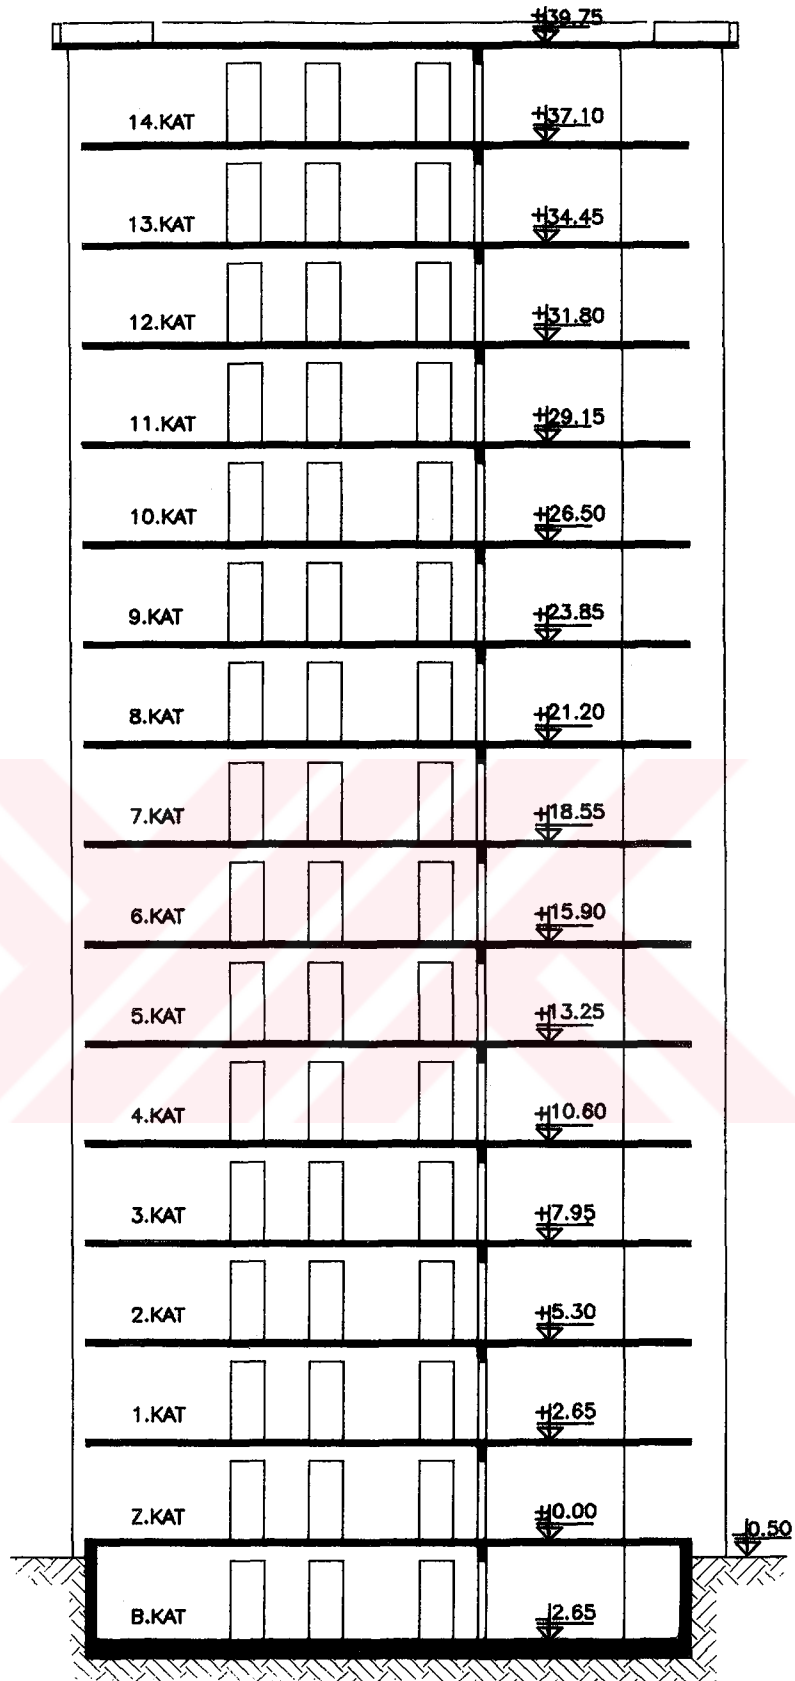 +39.75
14.KAT +37.10
13.KAT +34.45
12.KAT +31.80
11.KAT +29.15
10.KAT +26.50
9.KAT +23.85
8.KAT +21.20
7.KAT +18.55
6.KAT +15.90
5.KAT +13.25
4.KAT +10.60
3.KAT +7.95
2.KAT +5.30
1.KAT +2.65
Z.KAT ±0.00
-0.50
B.KAT -2.65